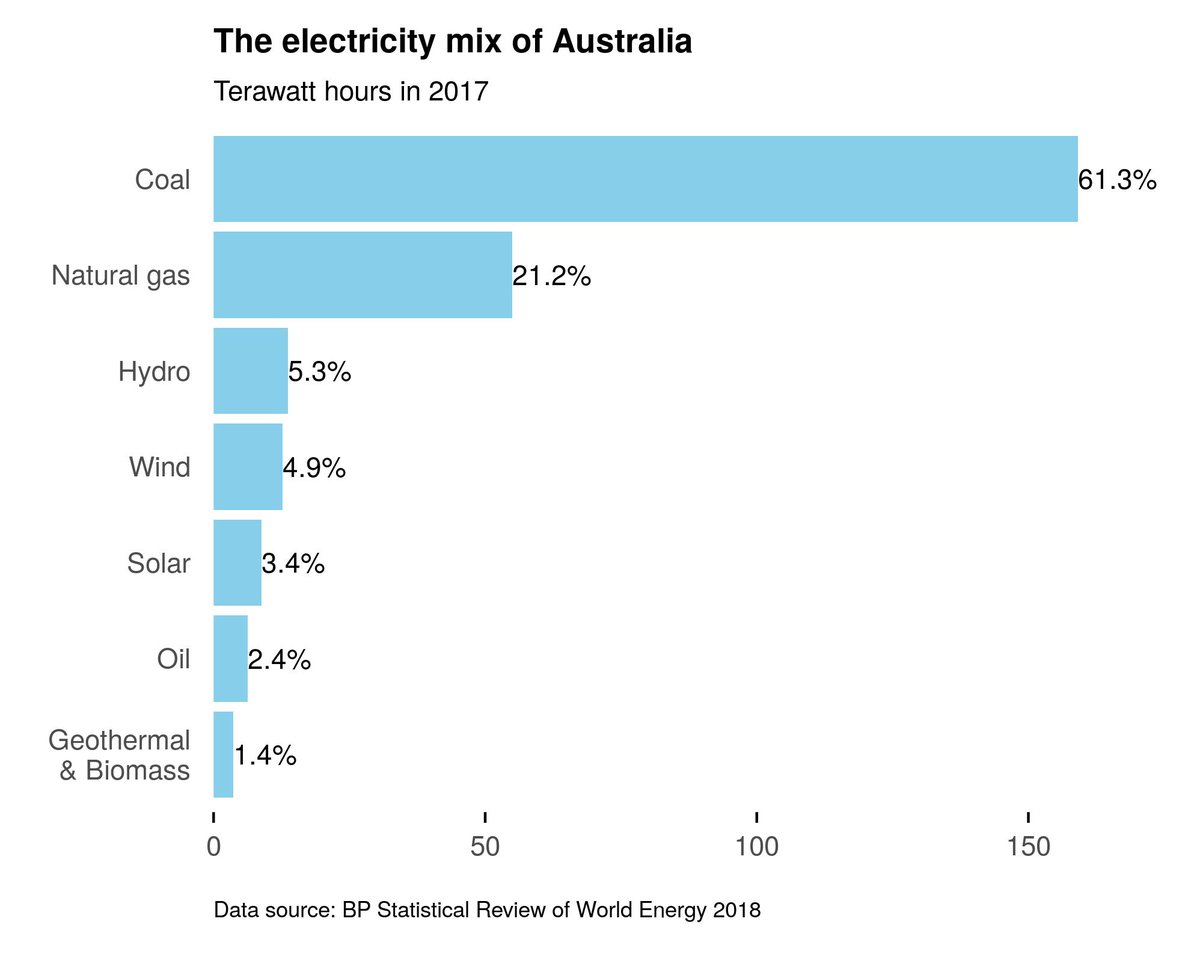 The electricity mix of Australia
Terawatt hours in 2017
Coal
61.3%
Natural gas
21.2%
Hydro
5.3%
Wind
4.9%
Solar
3.4%
Oil
2.4%
Geothermal
& Biomass
1.4%
0 50 100 150
Data source: BP Statistical Review of World Energy 2018